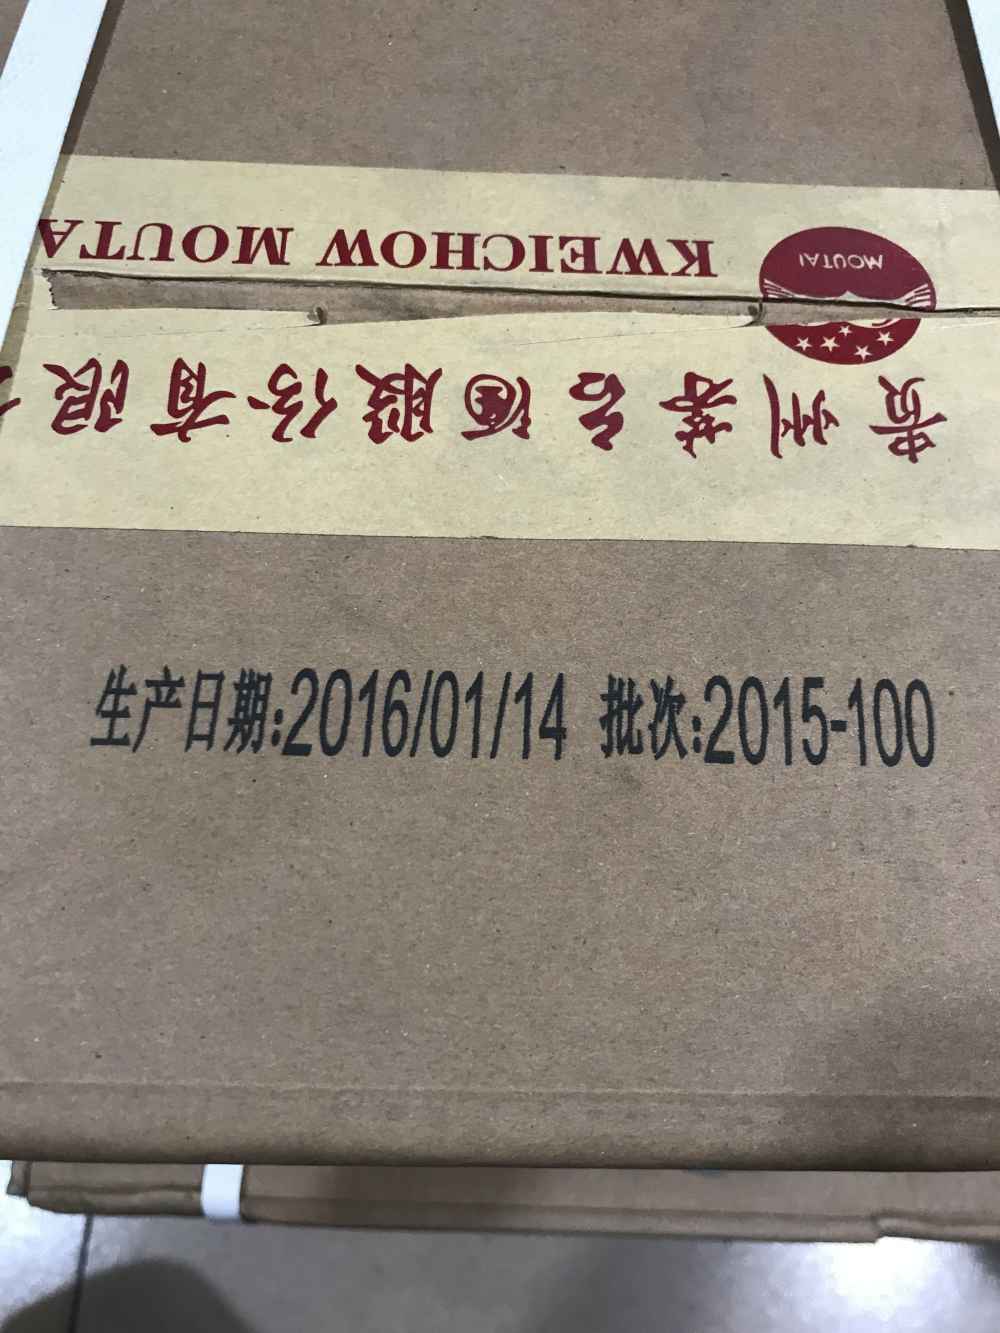 KWEICHOW MOUTA
MOUTAI
贵州茅台酒股份有限
生产日期:2016/01/14 批次:2015-100